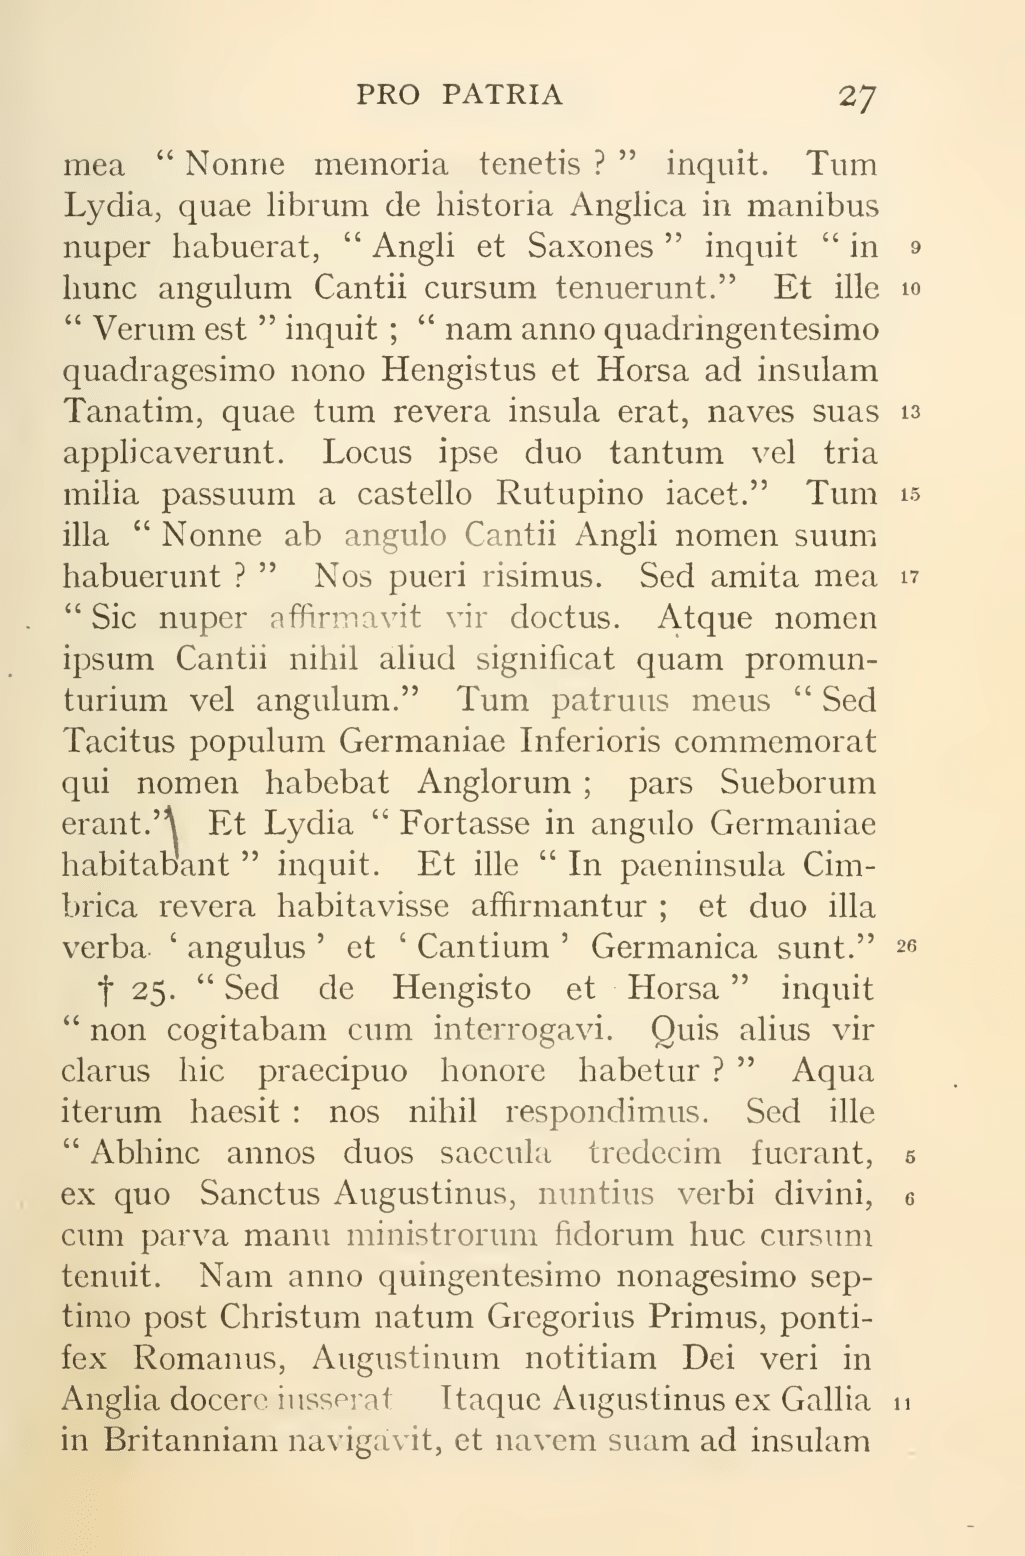 PRO PATRIA 27
mea “ Nonne memoria tenetis ? ” inquit. Tum
Lydia, quae librum de historia Anglica in manibus
nuper habuerat, “ Angli et Saxones ” inquit “ in 9
hunc angulum Cantii cursum tenuerunt.” Et ille 10
“ Verum est ” inquit ; “ nam anno quadringentesimo
quadragesimo nono Hengistus et Horsa ad insulam
Tanatim, quae tum revera insula erat, naves suas 13
applicaverunt. Locus ipse duo tantum vel tria
milia passuum a castello Rutupino iacet.” Tum 15
illa “ Nonne ab angulo Cantii Angli nomen suum
habuerunt ? ” Nos pueri risimus. Sed amita mea 17
“ Sic nuper affirmavit vir doctus. Atque nomen
ipsum Cantii nihil aliud significat quam promun-
turium vel angulum.” Tum patruus meus “ Sed
Tacitus populum Germaniae Inferioris commemorat
qui nomen habebat Anglorum ; pars Sueborum
erant.” Et Lydia “ Fortasse in angulo Germaniae
habitabant ” inquit. Et ille “ In paeninsula Cim-
brica revera habitavisse affirmantur ; et duo illa
verba ‘ angulus ’ et ‘ Cantium ’ Germanica sunt.” 26
† 25. “ Sed de Hengisto et Horsa ” inquit
“ non cogitabam cum interrogavi. Quis alius vir
clarus hic praecipuo honore habetur ? ” Aqua
iterum haesit : nos nihil respondimus. Sed ille
“ Abhinc annos duos saecula tredecim fuerant, 5
ex quo Sanctus Augustinus, nuntius verbi divini, 6
cum parva manu ministrorum fidorum huc cursum
tenuit. Nam anno quingentesimo nonagesimo sep-
timo post Christum natum Gregorius Primus, ponti-
fex Romanus, Augustinum notitiam Dei veri in
Anglia docere iusserat Itaque Augustinus ex Gallia 11
in Britanniam navigavit, et navem suam ad insulam